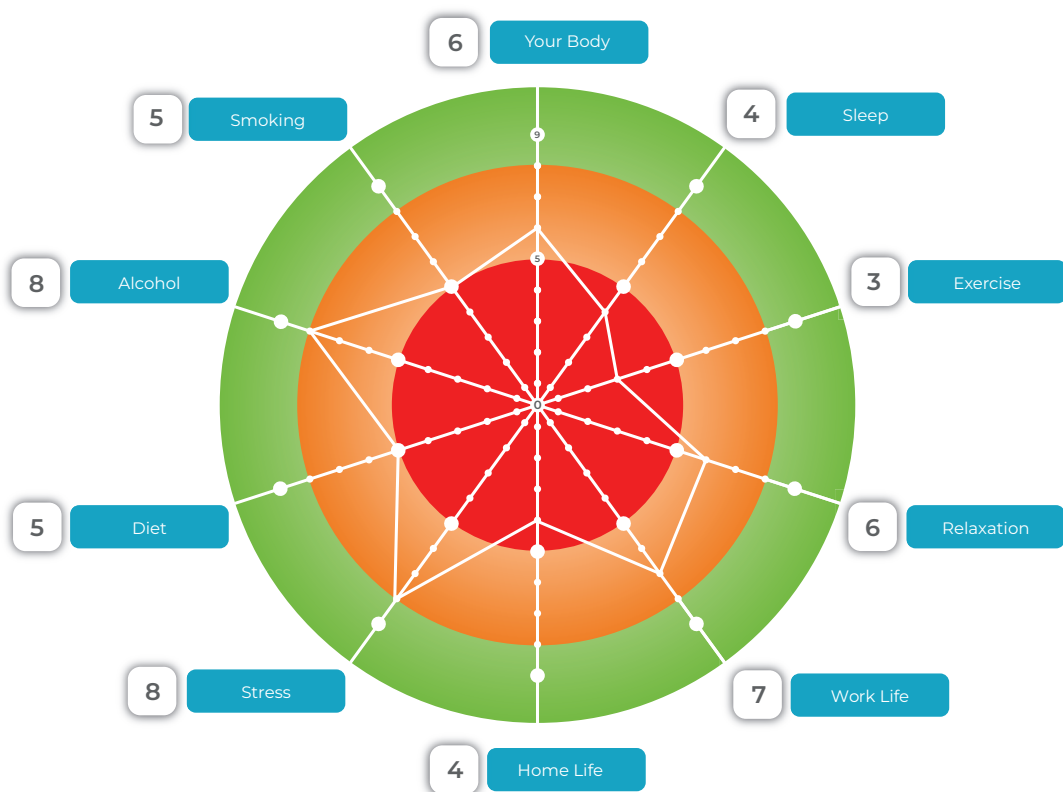 6 Your Body
5 Smoking
4 Sleep
9
8 Alcohol
5
3 Exercise
0
5 Diet
6 Relaxation
8 Stress
7 Work Life
4 Home Life